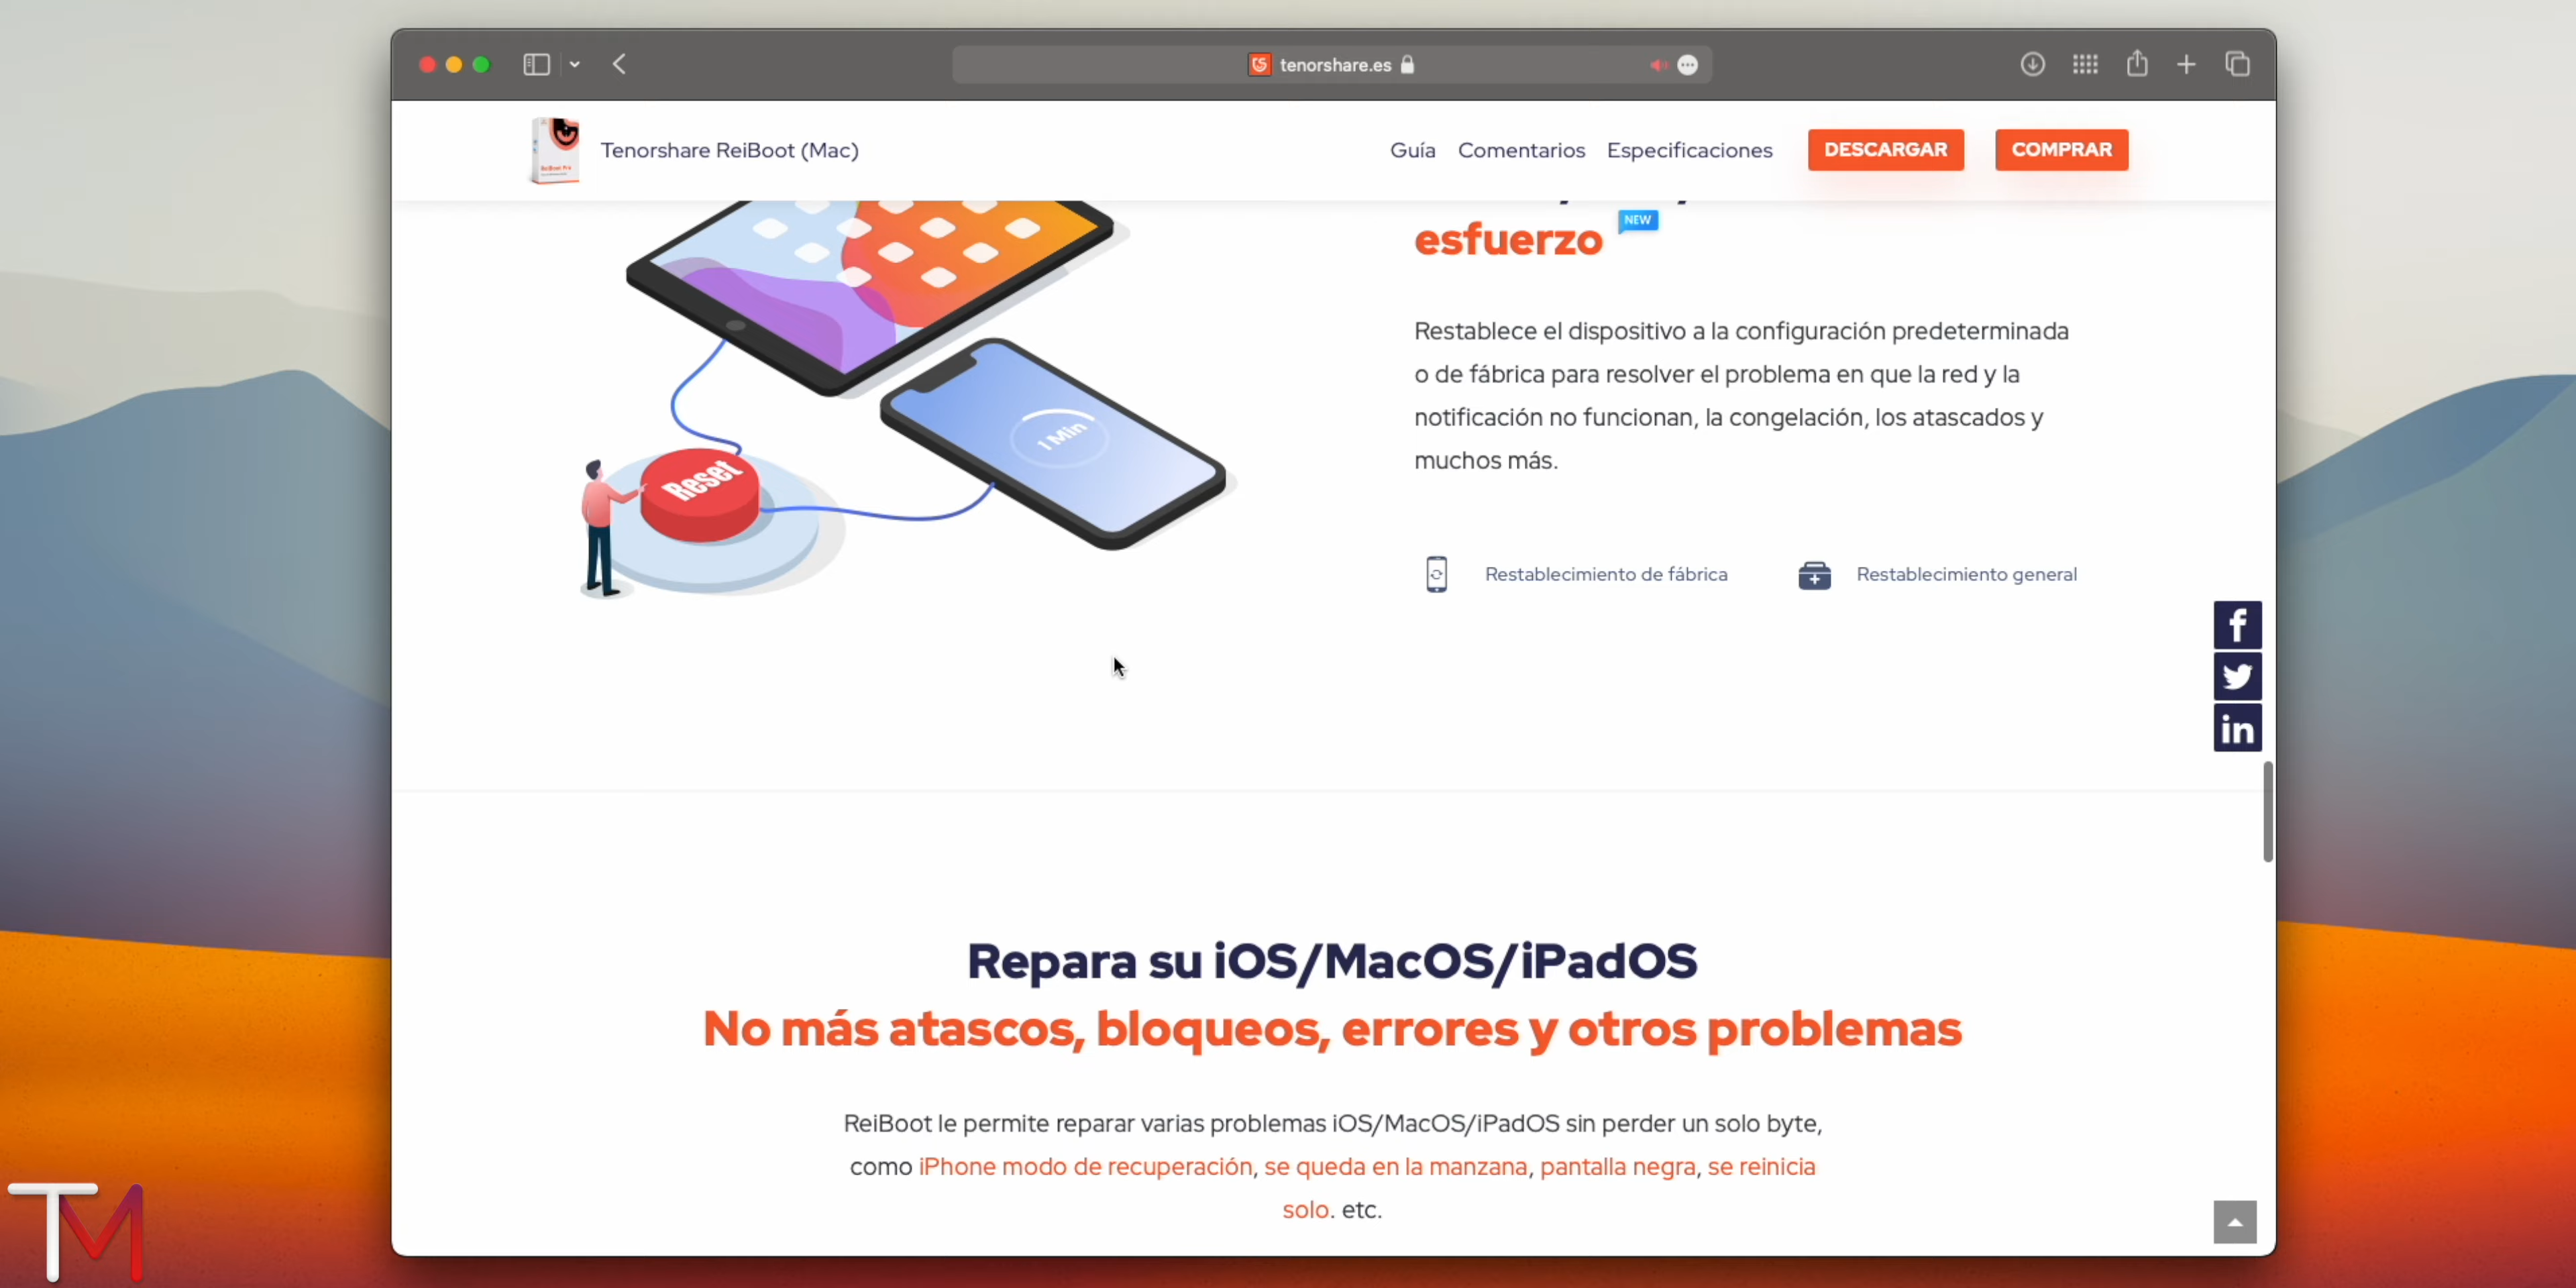 tenorshare.es
Tenorshare ReiBoot (Mac)
Guía
Comentarios
Especificaciones
DESCARGAR
COMPRAR
ReiBoot Pro
esfuerzo
NEW
Restablece el dispositivo a la configuración predeterminada
o de fábrica para resolver el problema en que la red y la
notificación no funcionan, la congelación, los atascados y
muchos más.
1 Min
Reset
Restablecimiento de fábrica
Restablecimiento general
f
in
Repara su iOS/MacOS/iPadOS
No más atascos, bloqueos, errores y otros problemas
ReiBoot le permite reparar varias problemas iOS/MacOS/iPadOS sin perder un solo byte,
como iPhone modo de recuperación, se queda en la manzana, pantalla negra, se reinicia
solo. etc.
TM